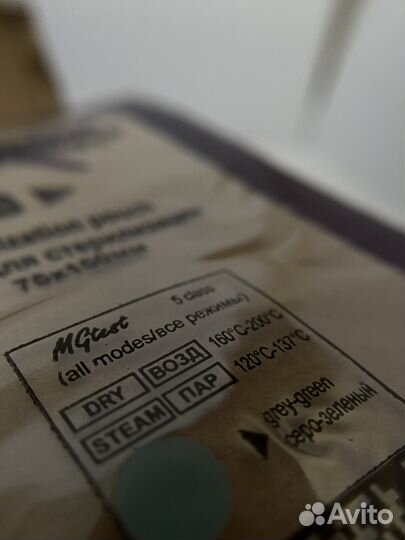 75x150мм
MGtest 5 class
(all modes/все режимы)
DRY ВОЗД 160°C-200°C
STEAM ПАР 120°C-137°C
grey-green
серо-зеленый
Avito